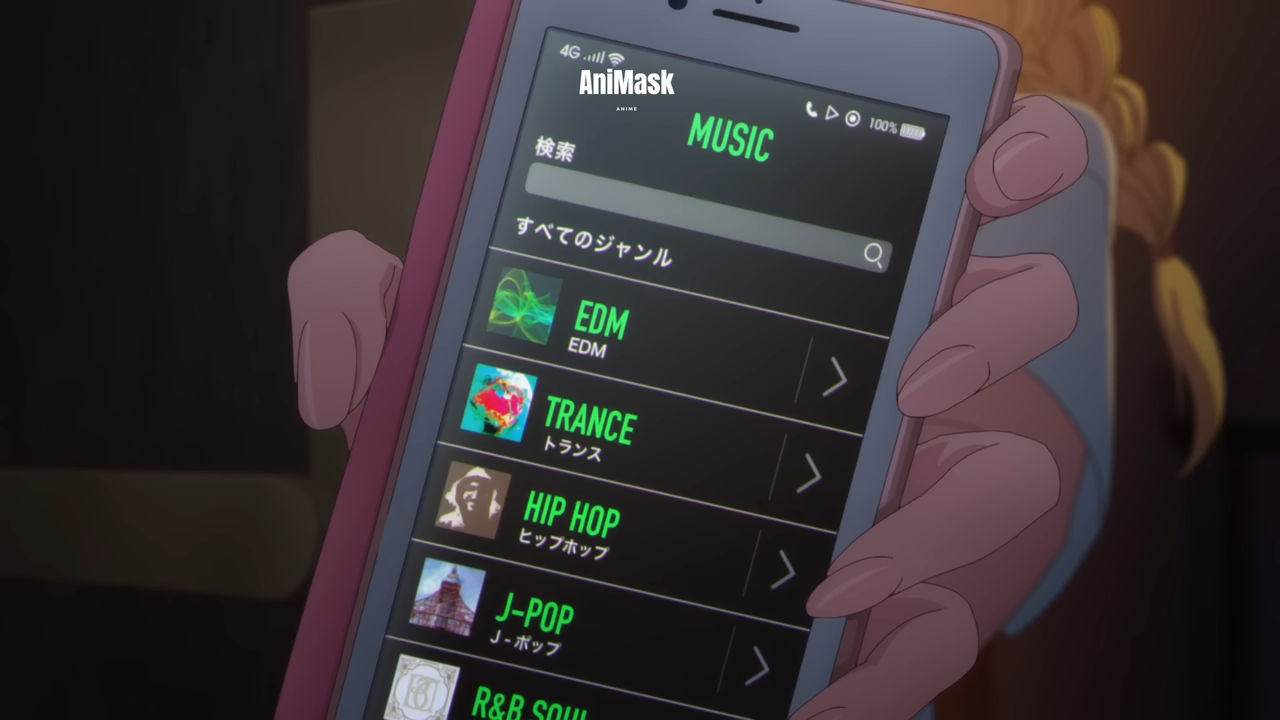 4G
AniMask
ANIME
100%
MUSIC
検索
すべてのジャンル
EDM
EDM
TRANCE
トランス
HIP HOP
ヒップホップ
J-POP
J-ポップ
R&B SOUL